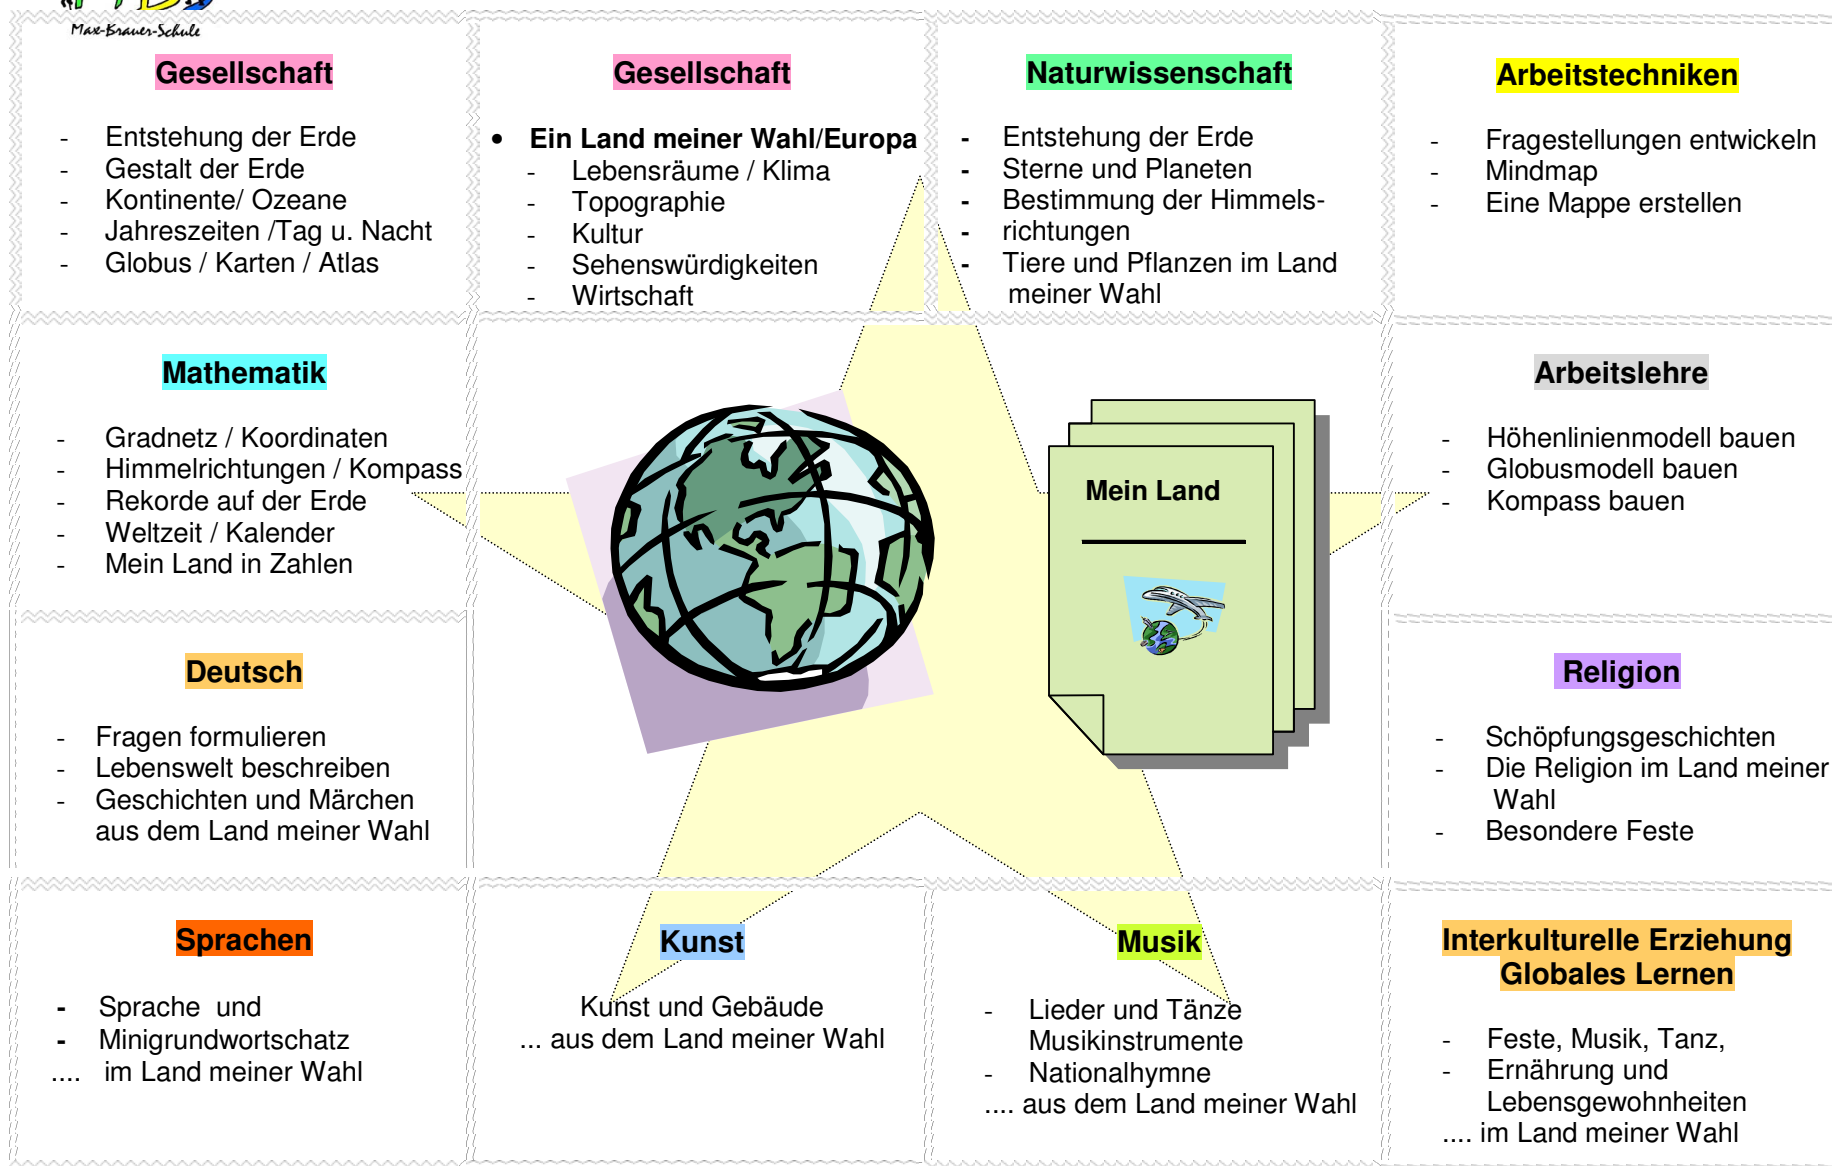 Max-Brauer-Schule
Gesellschaft
- Entstehung der Erde
- Gestalt der Erde
- Kontinente/ Ozeane
- Jahreszeiten /Tag u. Nacht
- Globus / Karten / Atlas
Gesellschaft
• Ein Land meiner Wahl/Europa
- Lebensräume / Klima
- Topographie
- Kultur
- Sehenswürdigkeiten
- Wirtschaft
Naturwissenschaft
- Entstehung der Erde
- Sterne und Planeten
- Bestimmung der Himmels-
- richtungen
- Tiere und Pflanzen im Land
meiner Wahl
Arbeitstechniken
- Fragestellungen entwickeln
- Mindmap
- Eine Mappe erstellen
Mathematik
- Gradnetz / Koordinaten
- Himmelrichtungen / Kompass
- Rekorde auf der Erde
- Weltzeit / Kalender
- Mein Land in Zahlen
Mein Land
Arbeitslehre
- Höhenlinienmodell bauen
- Globusmodell bauen
- Kompass bauen
Deutsch
- Fragen formulieren
- Lebenswelt beschreiben
- Geschichten und Märchen
aus dem Land meiner Wahl
Religion
- Schöpfungsgeschichten
- Die Religion im Land meiner
Wahl
- Besondere Feste
Sprachen
- Sprache und
- Minigrundwortschatz
.... im Land meiner Wahl
Kunst
Kunst und Gebäude
... aus dem Land meiner Wahl
Musik
- Lieder und Tänze
Musikinstrumente
- Nationalhymne
.... aus dem Land meiner Wahl
Interkulturelle Erziehung
Globales Lernen
- Feste, Musik, Tanz,
- Ernährung und
Lebensgewohnheiten
.... im Land meiner Wahl